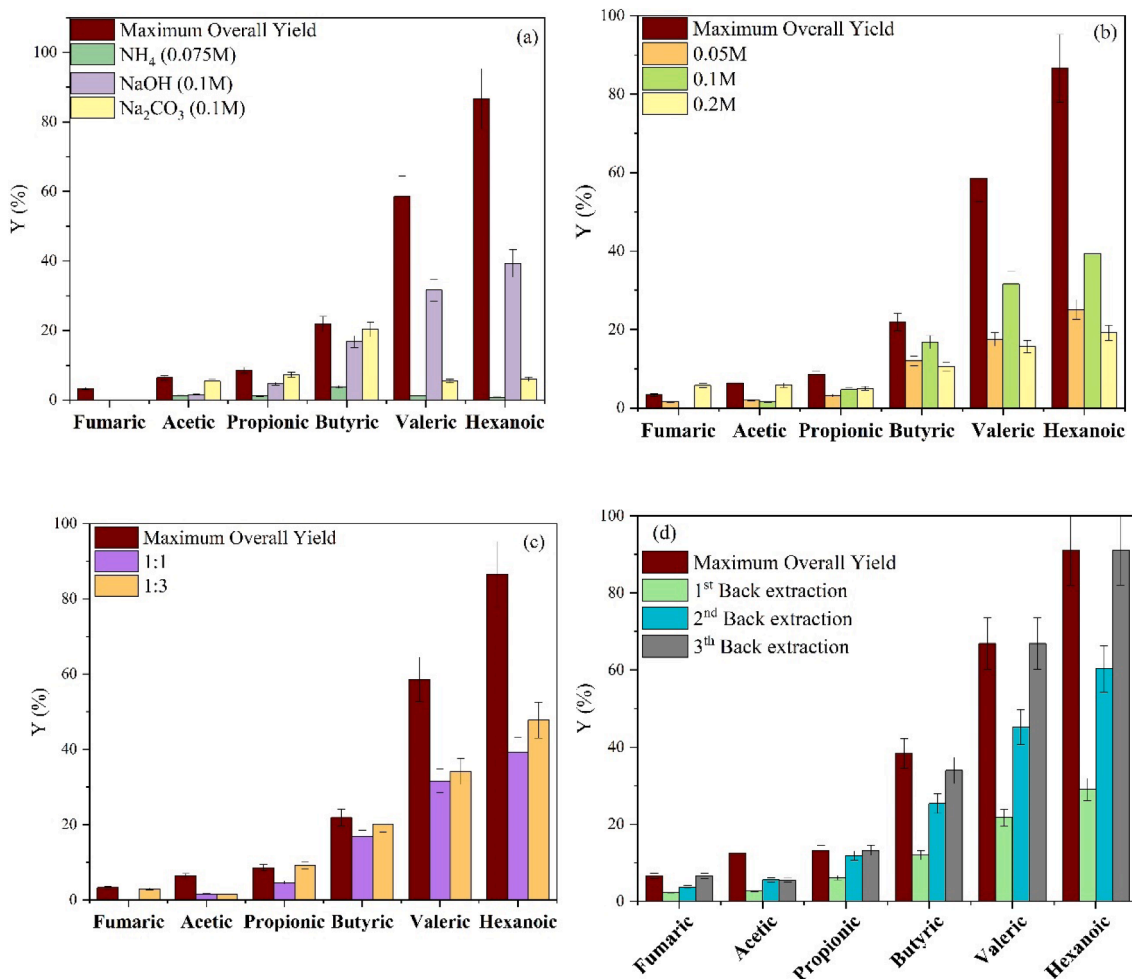 Maximum Overall Yield
NH4 (0.075M)
NaOH (0.1M)
Na2CO3 (0.1M)
(a)
100
80
60
40
20
0
Y (%)
Fumaric Acetic Propionic Butyric Valeric Hexanoic
Maximum Overall Yield
0.05M
0.1M
0.2M
(b)
100
80
60
40
20
0
Y (%)
Fumaric Acetic Propionic Butyric Valeric Hexanoic
Maximum Overall Yield
1:1
1:3
(c)
100
80
60
40
20
0
Y (%)
Fumaric Acetic Propionic Butyric Valeric Hexanoic
(d)
Maximum Overall Yield
1st Back extraction
2nd Back extraction
3th Back extraction
100
80
60
40
20
0
Y (%)
Fumaric Acetic Propionic Butyric Valeric Hexanoic